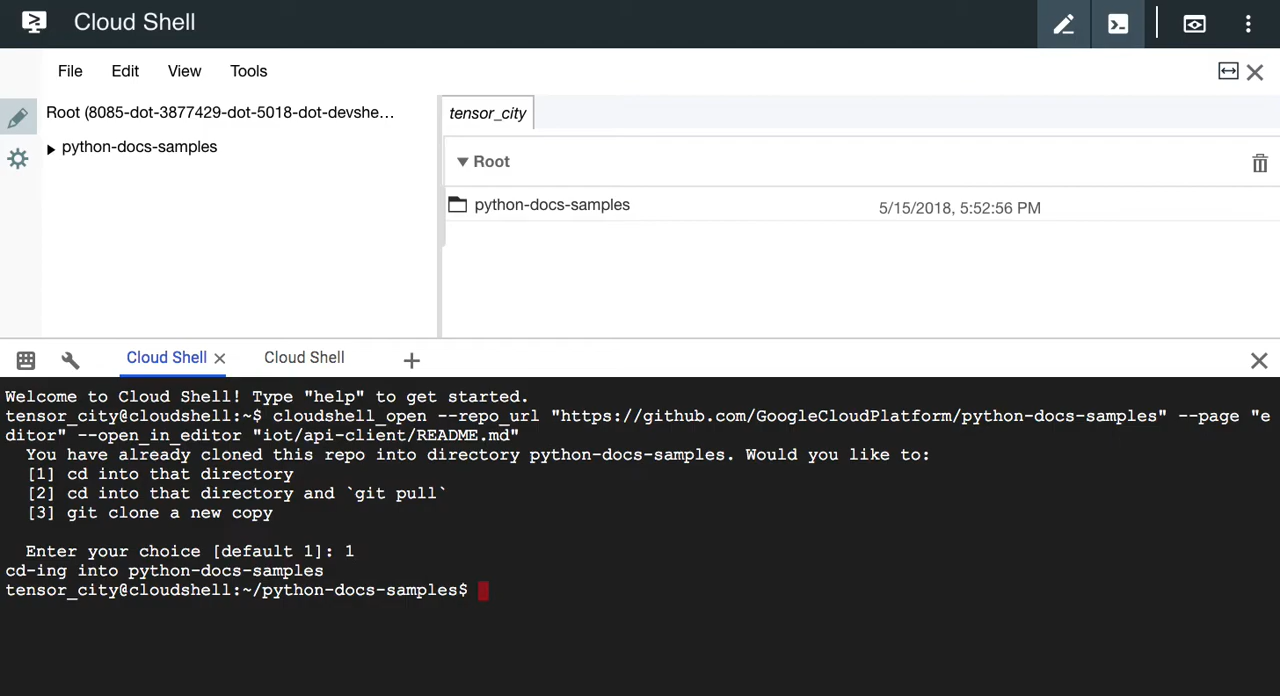 Cloud Shell
File Edit View Tools
Root (8085-dot-3877429-dot-5018-dot-devshe...
python-docs-samples
tensor_city
Root
python-docs-samples 5/15/2018, 5:52:56 PM
Cloud Shell Cloud Shell
Welcome to Cloud Shell! Type "help" to get started.
tensor_city@cloudshell:~$ cloudshell_open --repo_url "https://github.com/GoogleCloudPlatform/python-docs-samples" --page "e
ditor" --open_in_editor "iot/api-client/README.md"
You have already cloned this repo into directory python-docs-samples. Would you like to:
[1] cd into that directory
[2] cd into that directory and `git pull`
[3] git clone a new copy
Enter your choice [default 1]: 1
cd-ing into python-docs-samples
tensor_city@cloudshell:~/python-docs-samples$